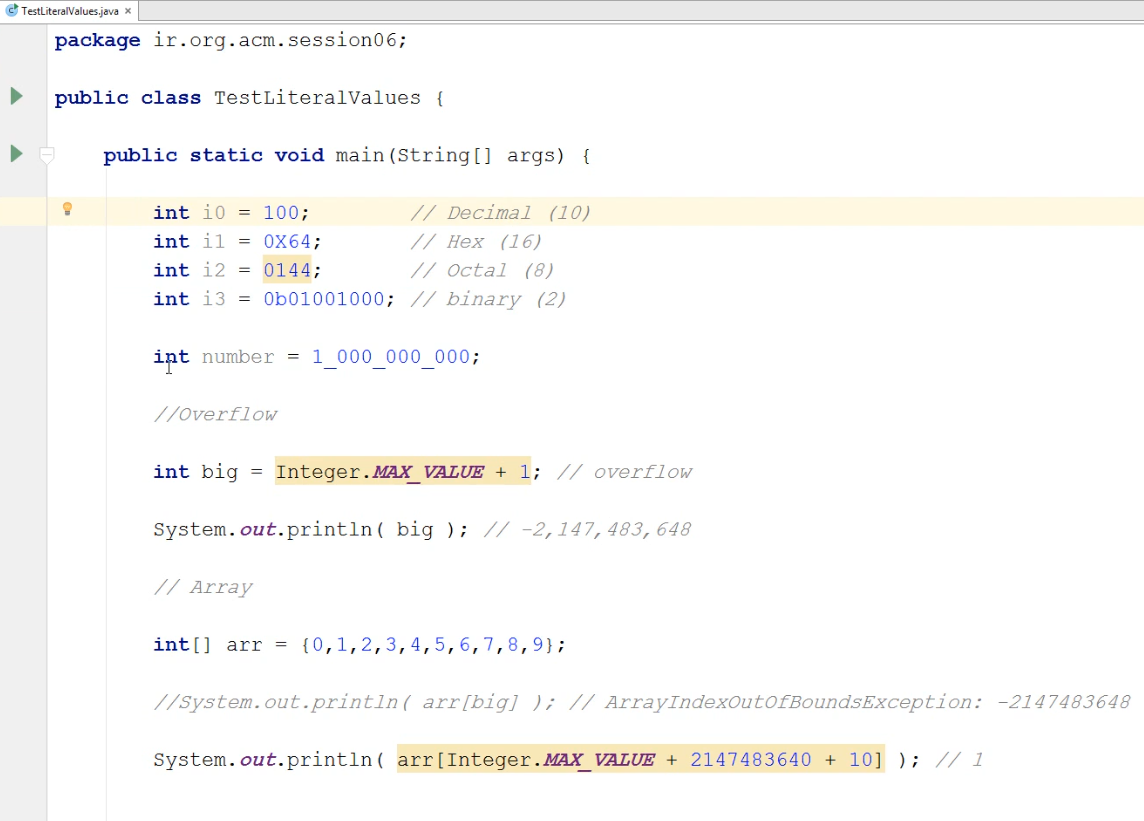 TestLiteralValues.java ×
package ir.org.acm.session06;
public class TestLiteralValues {
public static void main(String[] args) {
int i0 = 100; // Decimal (10)
int i1 = 0X64; // Hex (16)
int i2 = 0144; // Octal (8)
int i3 = 0b01001000; // binary (2)
int number = 1_000_000_000;
//Overflow
int big = Integer.MAX_VALUE + 1; // overflow
System.out.println( big ); // -2,147,483,648
// Array
int[] arr = {0,1,2,3,4,5,6,7,8,9};
//System.out.println( arr[big] ); // ArrayIndexOutOfBoundsException: -2147483648
System.out.println( arr[Integer.MAX_VALUE + 2147483640 + 10] ); // 1